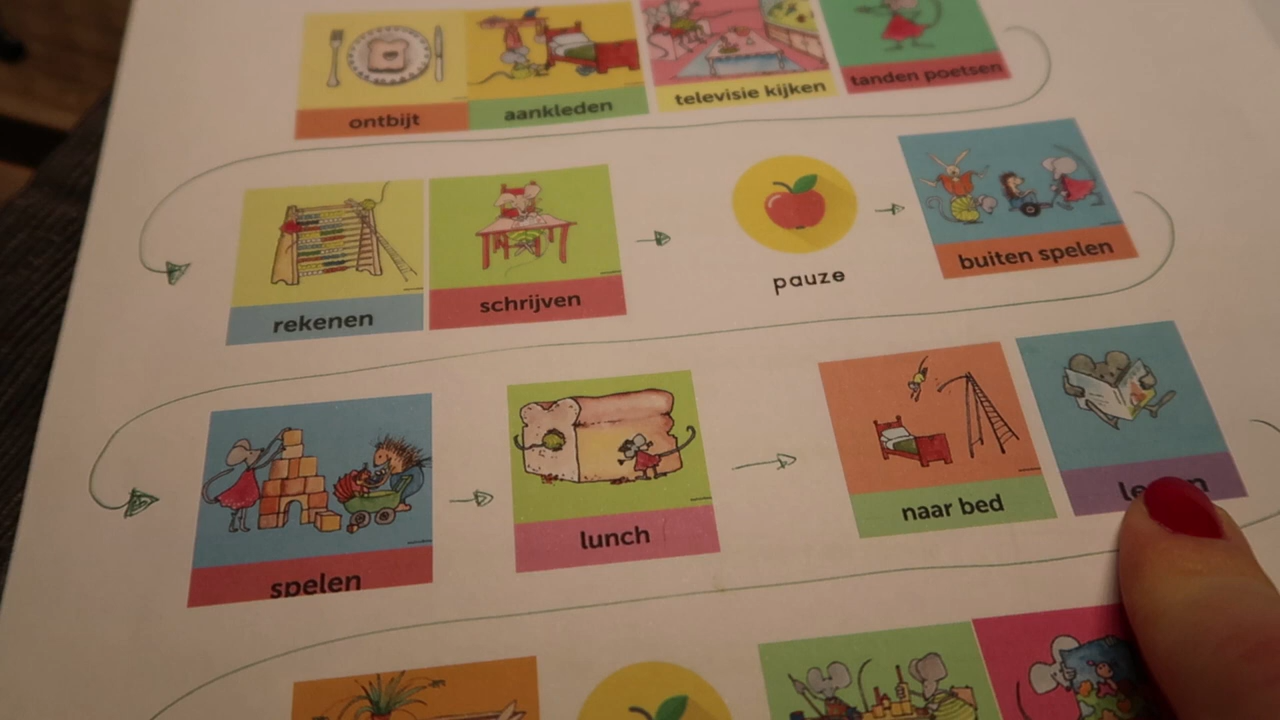 ontbijt
aankleden
televisie kijken
tanden poetsen
rekenen
schrijven
pauze
buiten spelen
spelen
lunch
naar bed